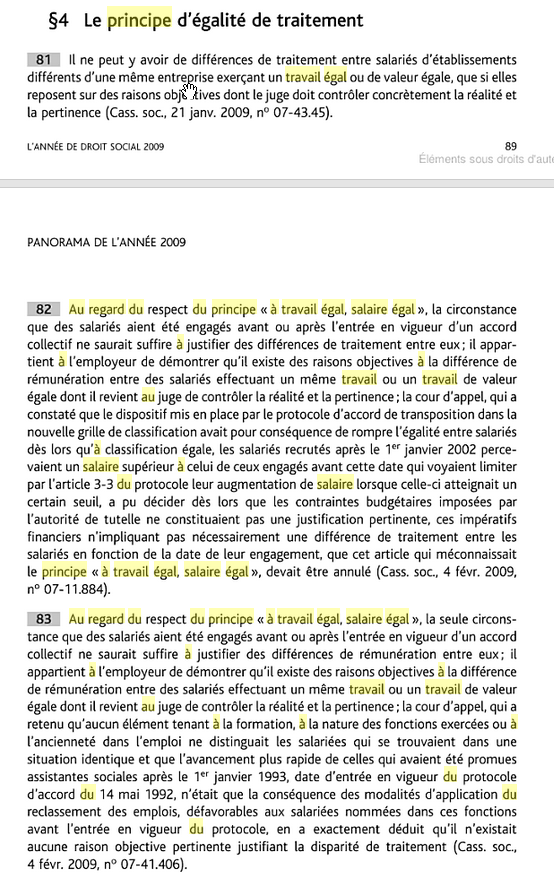 §4 Le principe d'égalité de traitement
81 Il ne peut y avoir de différences de traitement entre salariés d'établissements
différents d'une même entreprise exerçant un travail égal ou de valeur égale, que si elles
reposent sur des raisons objectives dont le juge doit contrôler concrètement la réalité et
la pertinence (Cass. soc., 21 janv. 2009, nº 07-43.45).
L'ANNÉE DE DROIT SOCIAL 2009 89
Éléments sous droits d'aute
PANORAMA DE L'ANNÉE 2009
82 Au regard du respect du principe « à travail égal, salaire égal », la circonstance
que des salariés aient été engagés avant ou après l'entrée en vigueur d'un accord
collectif ne saurait suffire à justifier des différences de traitement entre eux ; il appar-
tient à l'employeur de démontrer qu'il existe des raisons objectives à la différence de
rémunération entre des salariés effectuant un même travail ou un travail de valeur
égale dont il revient au juge de contrôler la réalité et la pertinence ; la cour d'appel, qui a
constaté que le dispositif mis en place par le protocole d'accord de transposition dans la
nouvelle grille de classification avait pour conséquence de rompre l'égalité entre salariés
dès lors qu'à classification égale, les salariés recrutés après le 1er janvier 2002 perce-
vaient un salaire supérieur à celui de ceux engagés avant cette date qui voyaient limiter
par l'article 3-3 du protocole leur augmentation de salaire lorsque celle-ci atteignait un
certain seuil, a pu décider dès lors que les contraintes budgétaires imposées par
l'autorité de tutelle ne constituaient pas une justification pertinente, ces impératifs
financiers n'impliquant pas nécessairement une différence de traitement entre les
salariés en fonction de la date de leur engagement, que cet article qui méconnaissait
le principe « à travail égal, salaire égal », devait être annulé (Cass. soc., 4 févr. 2009,
nº 07-11.884).
83 Au regard du respect du principe « à travail égal, salaire égal », la seule circons-
tance que des salariés aient été engagés avant ou après l'entrée en vigueur d'un accord
collectif ne saurait suffire à justifier des différences de rémunération entre eux ; il
appartient à l'employeur de démontrer qu'il existe des raisons objectives à la différence
de rémunération entre des salariés effectuant un même travail ou un travail de valeur
égale dont il revient au juge de contrôler la réalité et la pertinence ; la cour d'appel, qui a
retenu qu'aucun élément tenant à la formation, à la nature des fonctions exercées ou à
l'ancienneté dans l'emploi ne distinguait les salariées qui se trouvaient dans une
situation identique et que l'avancement plus rapide de celles qui avaient été promues
assistantes sociales après le 1er janvier 1993, date d'entrée en vigueur du protocole
d'accord du 14 mai 1992, n'était que la conséquence des modalités d'application du
reclassement des emplois, défavorables aux salariées nommées dans ces fonctions
avant l'entrée en vigueur du protocole, en a exactement déduit qu'il n'existait
aucune raison objective pertinente justifiant la disparité de traitement (Cass. soc.,
4 févr. 2009, nº 07-41.406).